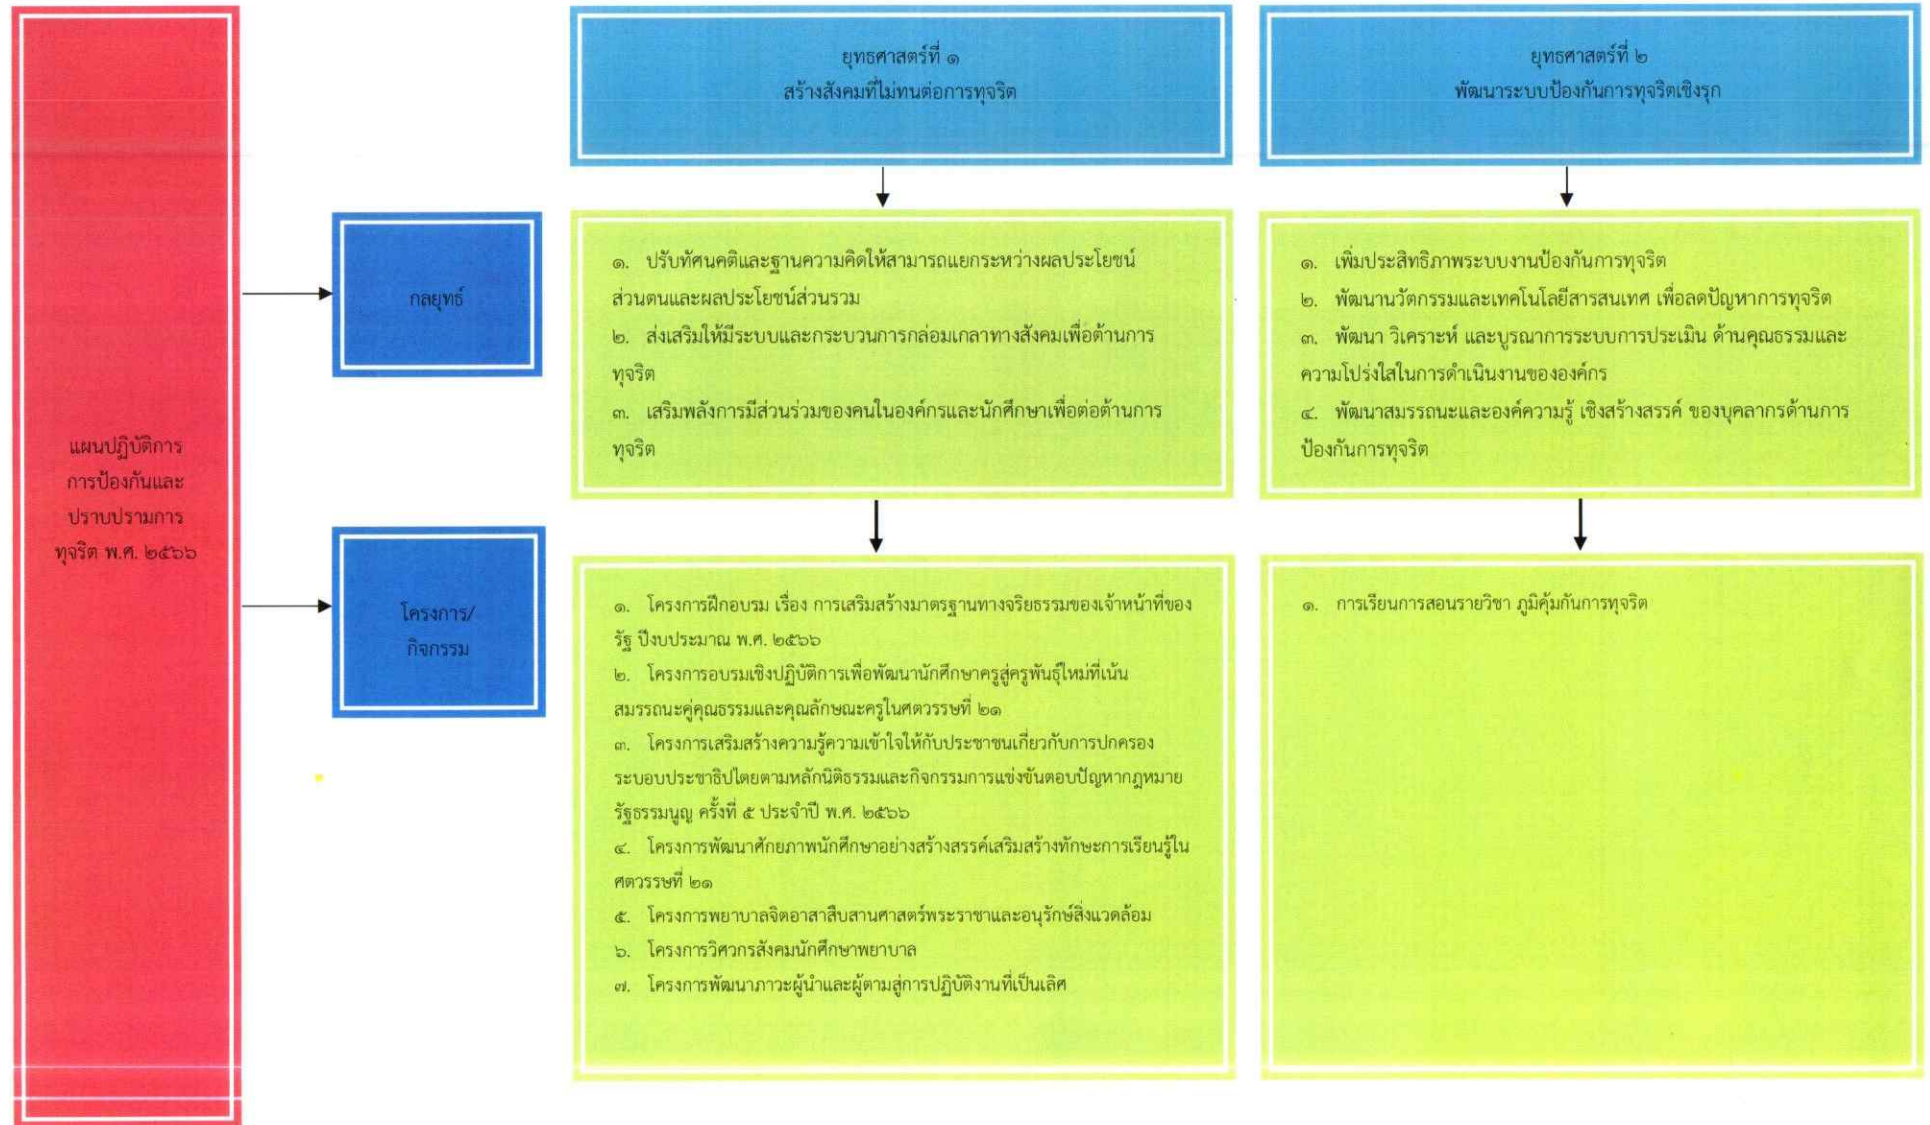 แผนปฏิบัติการ
การป้องกันและ
ปราบปรามการ
ทุจริต พ.ศ. ๒๕๖๖
ยุทธศาสตร์ที่ ๑
สร้างสังคมที่ไม่ทนต่อการทุจริต
ยุทธศาสตร์ที่ ๒
พัฒนาระบบป้องกันการทุจริตเชิงรุก
กลยุทธ์
๑. ปรับทัศนคติและฐานความคิดให้สามารถแยกระหว่างผลประโยชน์
ส่วนตนและผลประโยชน์ส่วนรวม
๒. ส่งเสริมให้มีระบบและกระบวนการกล่อมเกลาทางสังคมเพื่อต้านการ
ทุจริต
๓. เสริมพลังการมีส่วนร่วมของคนในองค์กรและนักศึกษาเพื่อต่อต้านการ
ทุจริต
๑. เพิ่มประสิทธิภาพระบบงานป้องกันการทุจริต
๒. พัฒนานวัตกรรมและเทคโนโลยีสารสนเทศ เพื่อลดปัญหาการทุจริต
๓. พัฒนา วิเคราะห์ และบูรณาการระบบการประเมิน ด้านคุณธรรมและ
ความโปร่งใสในการดำเนินงานขององค์กร
๔. พัฒนาสมรรถนะและองค์ความรู้ เชิงสร้างสรรค์ ของบุคลากรด้านการ
ป้องกันการทุจริต
โครงการ/
กิจกรรม
๑. โครงการฝึกอบรม เรื่อง การเสริมสร้างมาตรฐานทางจริยธรรมของเจ้าหน้าที่ของ
รัฐ ปีงบประมาณ พ.ศ. ๒๕๖๖
๒. โครงการอบรมเชิงปฏิบัติการเพื่อพัฒนานักศึกษาครูสู่ครูพันธุ์ใหม่ที่เน้น
สมรรถนะคู่คุณธรรมและคุณลักษณะครูในศตวรรษที่ ๒๑
๓. โครงการเสริมสร้างความรู้ความเข้าใจให้กับประชาชนเกี่ยวกับการปกครอง
ระบอบประชาธิปไตยตามหลักนิติธรรมและกิจกรรมการแข่งขันตอบปัญหากฎหมาย
รัฐธรรมนูญ ครั้งที่ ๕ ประจำปี พ.ศ. ๒๕๖๖
๔. โครงการพัฒนาศักยภาพนักศึกษาอย่างสร้างสรรค์เสริมสร้างทักษะการเรียนรู้ใน
ศตวรรษที่ ๒๑
๕. โครงการพยาบาลจิตอาสาสืบสานศาสตร์พระราชาและอนุรักษ์สิ่งแวดล้อม
๖. โครงการวิศวกรสังคมนักศึกษาพยาบาล
๗. โครงการพัฒนาภาวะผู้นำและผู้ตามสู่การปฏิบัติงานที่เป็นเลิศ
๑. การเรียนการสอนรายวิชา ภูมิคุ้มกันการทุจริต